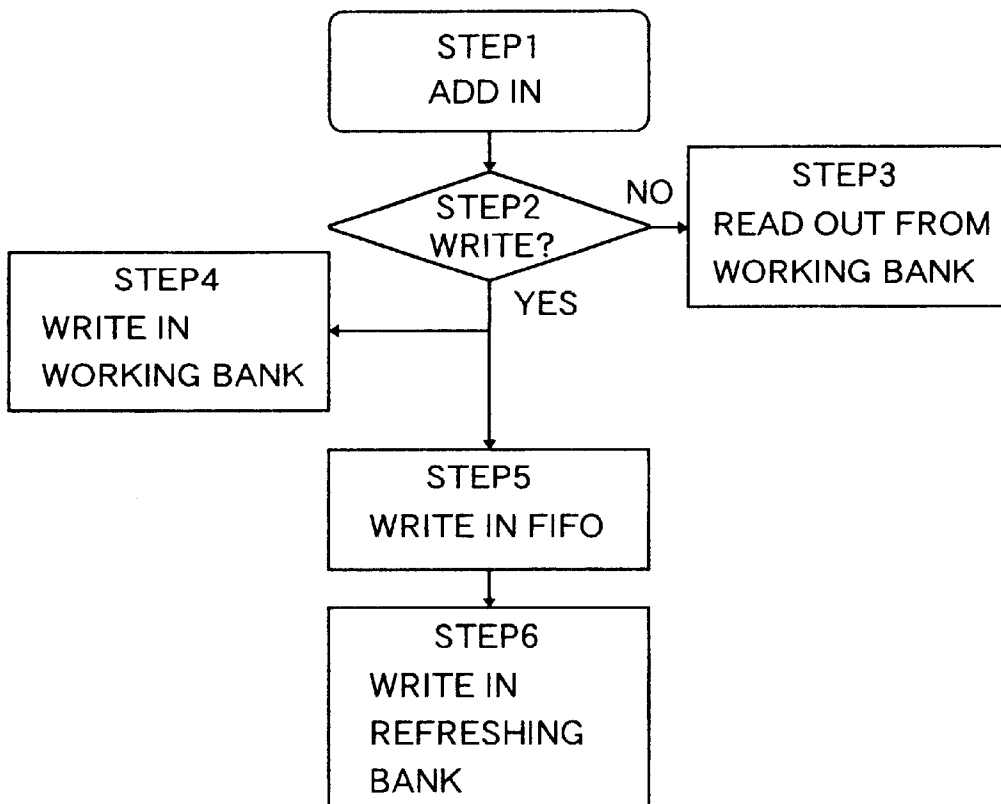 STEP1
ADD IN
STEP2
WRITE?
NO
STEP3
READ OUT FROM
WORKING BANK
YES
STEP4
WRITE IN
WORKING BANK
STEP5
WRITE IN FIFO
STEP6
WRITE IN
REFRESHING
BANK